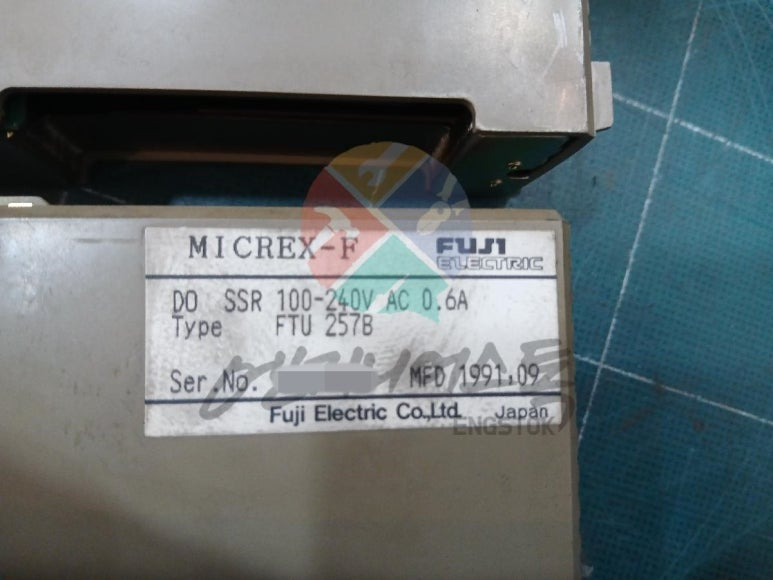 MICREX-F
FUJI
ELECTRIC
DO SSR 100-240V AC 0.6A
Type FTU 257B
Ser.No. MFD 1991.09
Fuji Electric Co.,Ltd. Japan
ENGSTOK